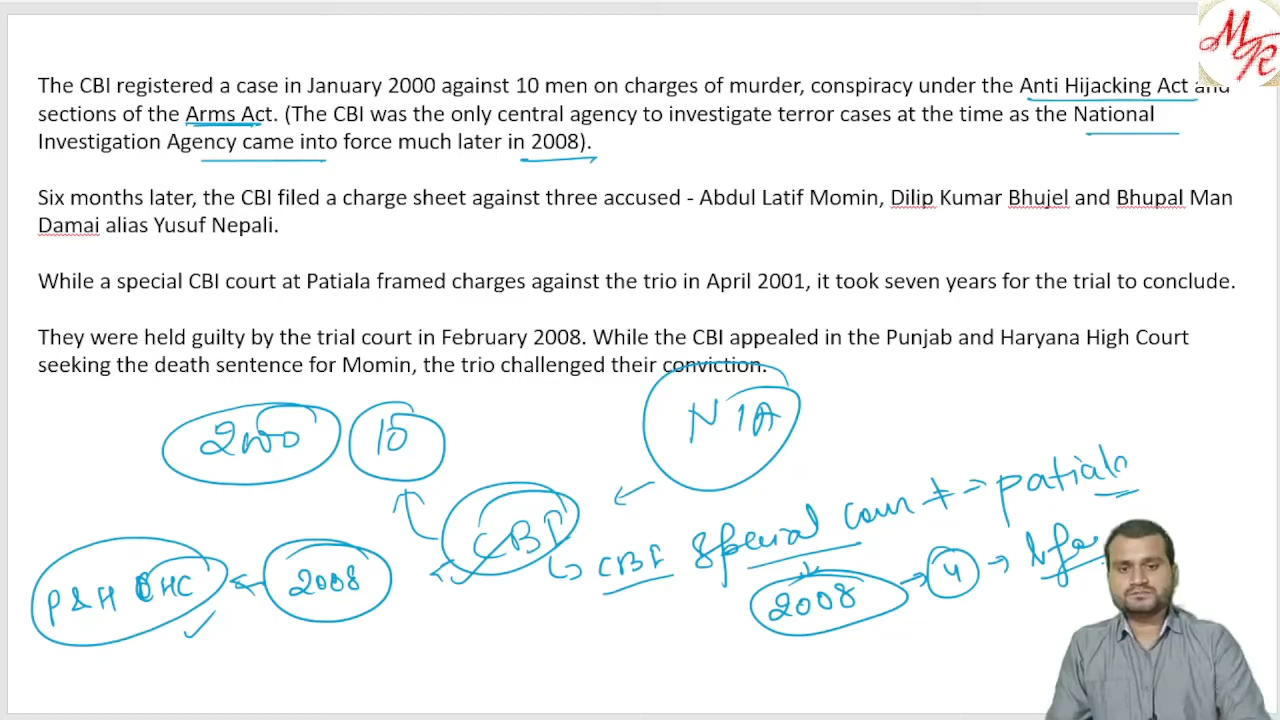 MR
The CBI registered a case in January 2000 against 10 men on charges of murder, conspiracy under the Anti Hijacking Act and
sections of the Arms Act. (The CBI was the only central agency to investigate terror cases at the time as the National
Investigation Agency came into force much later in 2008).
Six months later, the CBI filed a charge sheet against three accused - Abdul Latif Momin, Dilip Kumar Bhujel and Bhupal Man
Damai alias Yusuf Nepali.
While a special CBI court at Patiala framed charges against the trio in April 2001, it took seven years for the trial to conclude.
They were held guilty by the trial court in February 2008. While the CBI appealed in the Punjab and Haryana High Court
seeking the death sentence for Momin, the trio challenged their conviction.
2000 10 NIA
CBI
CBI Special Court = patiala
P & H HC 2008
2008 4 life